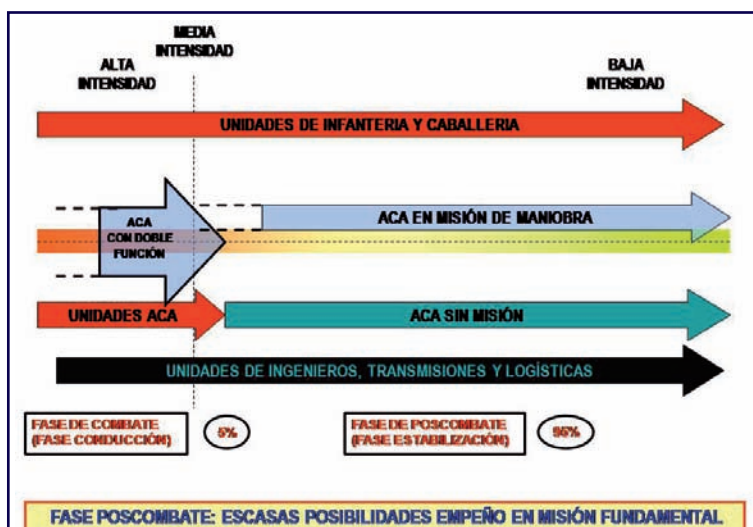 MEDIA
INTENSIDAD
ALTA
INTENSIDAD
BAJA
INTENSIDAD
UNIDADES DE INFANTERIA Y CABALLERIA
ACA
CON DOBLE
FUNCIÓN
ACA EN MISIÓN DE MANIOBRA
UNIDADES ACA
ACA SIN MISIÓN
UNIDADES DE INGENIEROS, TRANSMISIONES Y LOGÍSTICAS
FASE DE COMBATE
(FASE CONDUCCIÓN)
5%
FASE DE POSCOMBATE
(FASE ESTABILIZACIÓN)
95%
FASE POSCOMBATE: ESCASAS POSIBILIDADES EMPEÑO EN MISIÓN FUNDAMENTAL